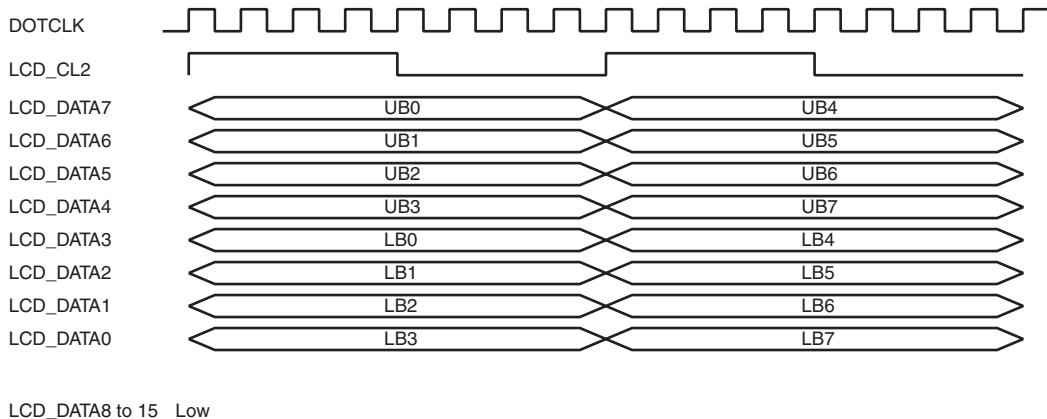 DOTCLK
LCD_CL2
LCD_DATA7 UB0 UB4
LCD_DATA6 UB1 UB5
LCD_DATA5 UB2 UB6
LCD_DATA4 UB3 UB7
LCD_DATA3 LB0 LB4
LCD_DATA2 LB1 LB5
LCD_DATA1 LB2 LB6
LCD_DATA0 LB3 LB7
LCD_DATA8 to 15 Low